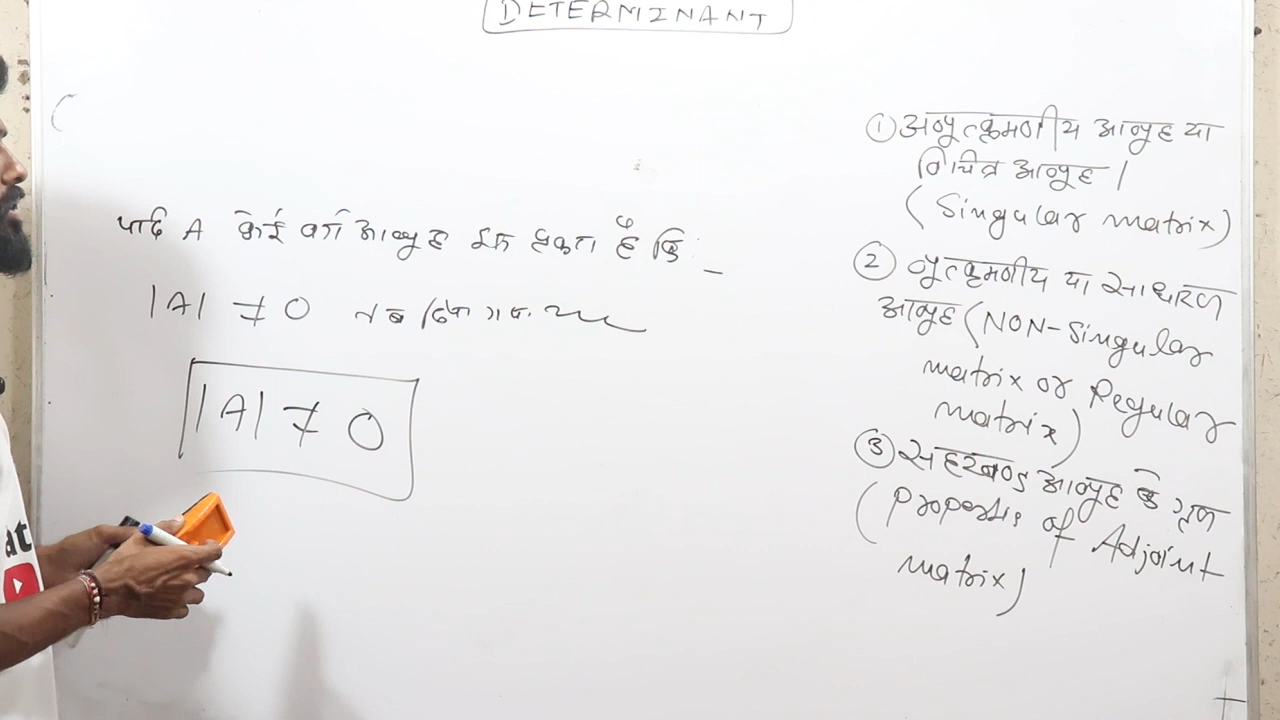 DETERMINANT
यदि A कोई वर्ग आव्यूह इस प्रकार है कि _
|A| ≠ 0 तब
|A| ≠ 0
① अव्युत्क्रमणीय आव्यूह या
विचित्र आव्यूह।
(Singular matrix)
② व्युत्क्रमणीय या साधारण
आव्यूह (NON-Singular
matrix or Regular
matrix)
③ सहखण्ड आव्यूह के गुण
(Properties of Adjoint
matrix)
at